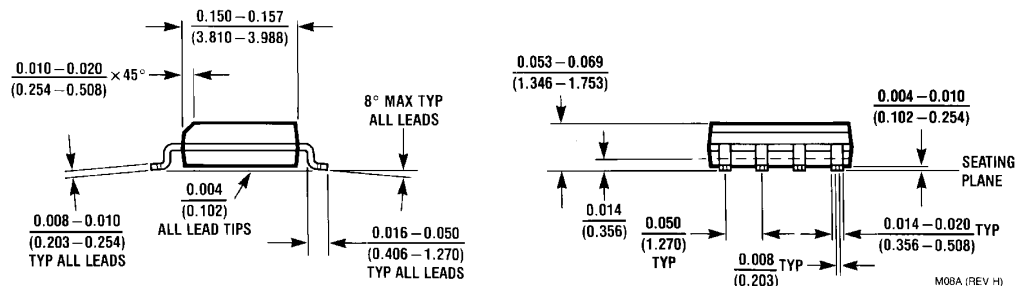 0.150 – 0.157
(3.810 – 3.988)
0.010 – 0.020 × 45°
(0.254 – 0.508)
8° MAX TYP
ALL LEADS
0.004
(0.102)
ALL LEAD TIPS
0.008 – 0.010
(0.203 – 0.254)
TYP ALL LEADS
0.016 – 0.050
(0.406 – 1.270)
TYP ALL LEADS
0.053 – 0.069
(1.346 – 1.753)
0.004 – 0.010
(0.102 – 0.254)
SEATING
PLANE
0.014
(0.356)
0.050
(1.270)
TYP
0.014 – 0.020 TYP
(0.356 – 0.508)
0.008 TYP
(0.203)
M08A (REV H)